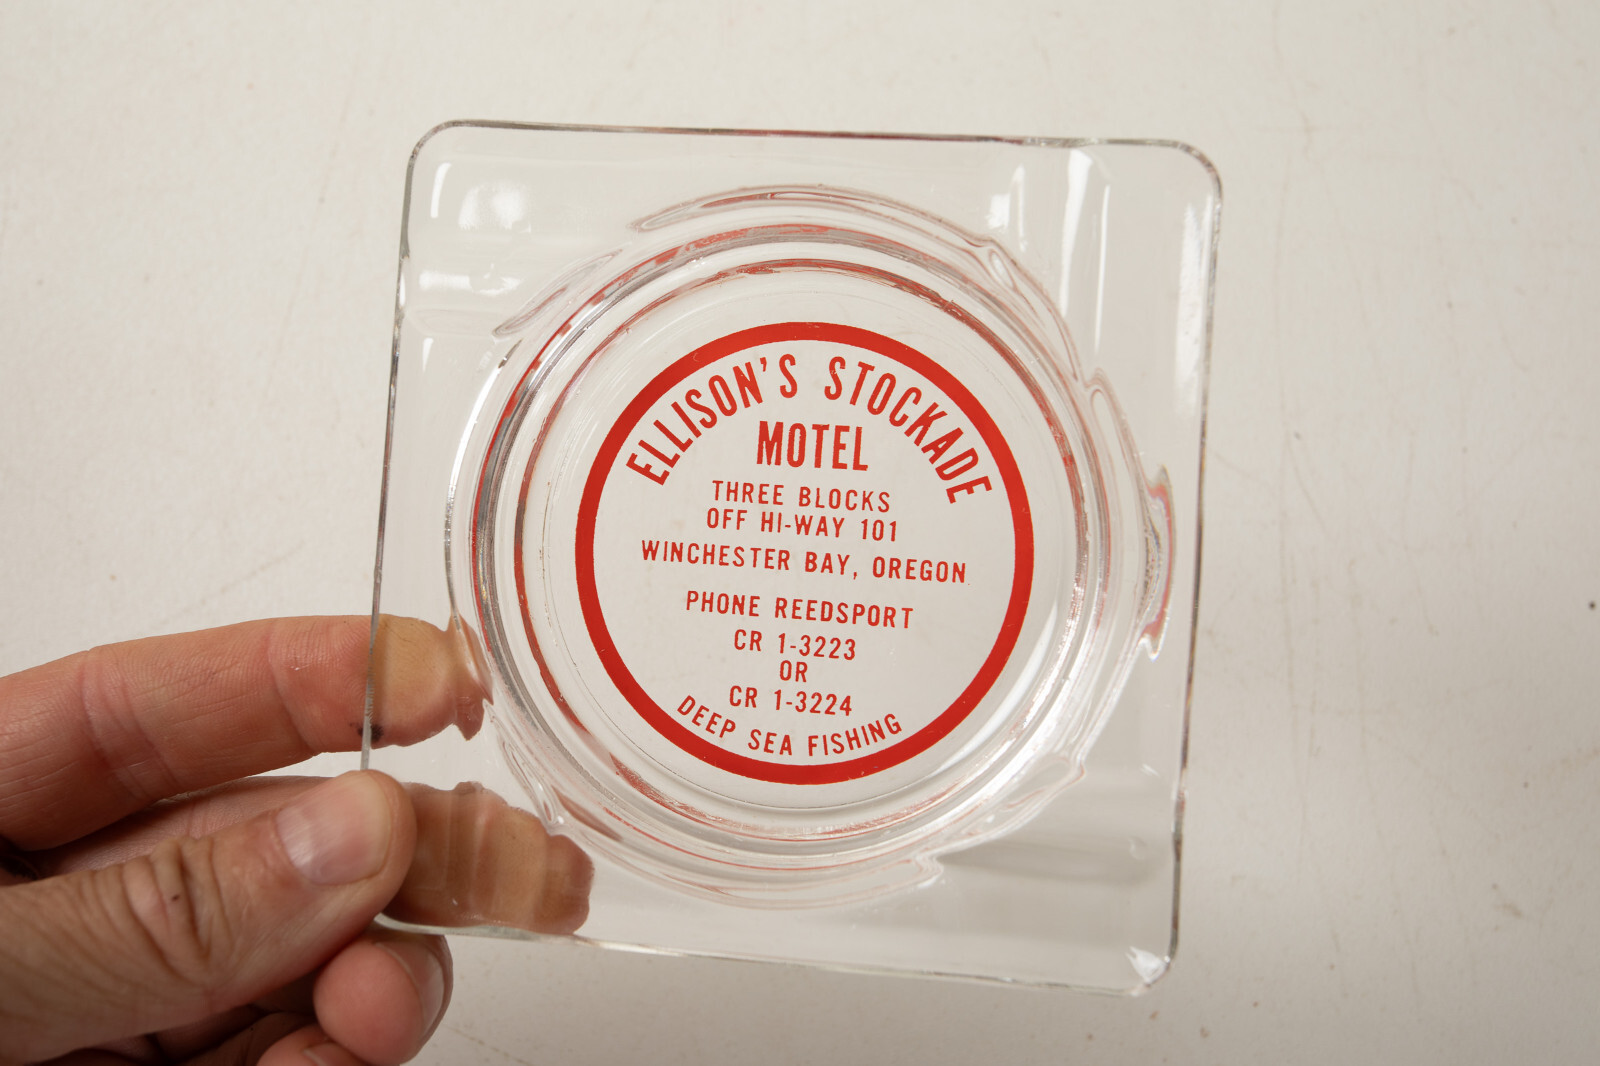 ELLISON'S STOCKADE
MOTEL
THREE BLOCKS
OFF HI-WAY 101
WINCHESTER BAY, OREGON
PHONE REEDSPORT
CR 1-3223
OR
CR 1-3224
DEEP SEA FISHING